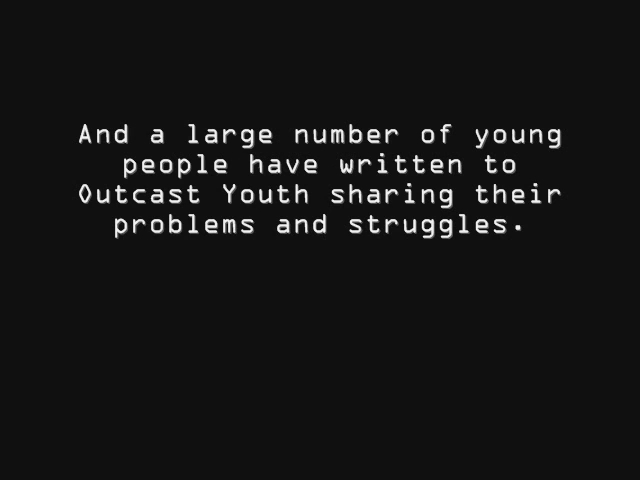 And a large number of young
people have written to
Outcast Youth sharing their
problems and struggles.